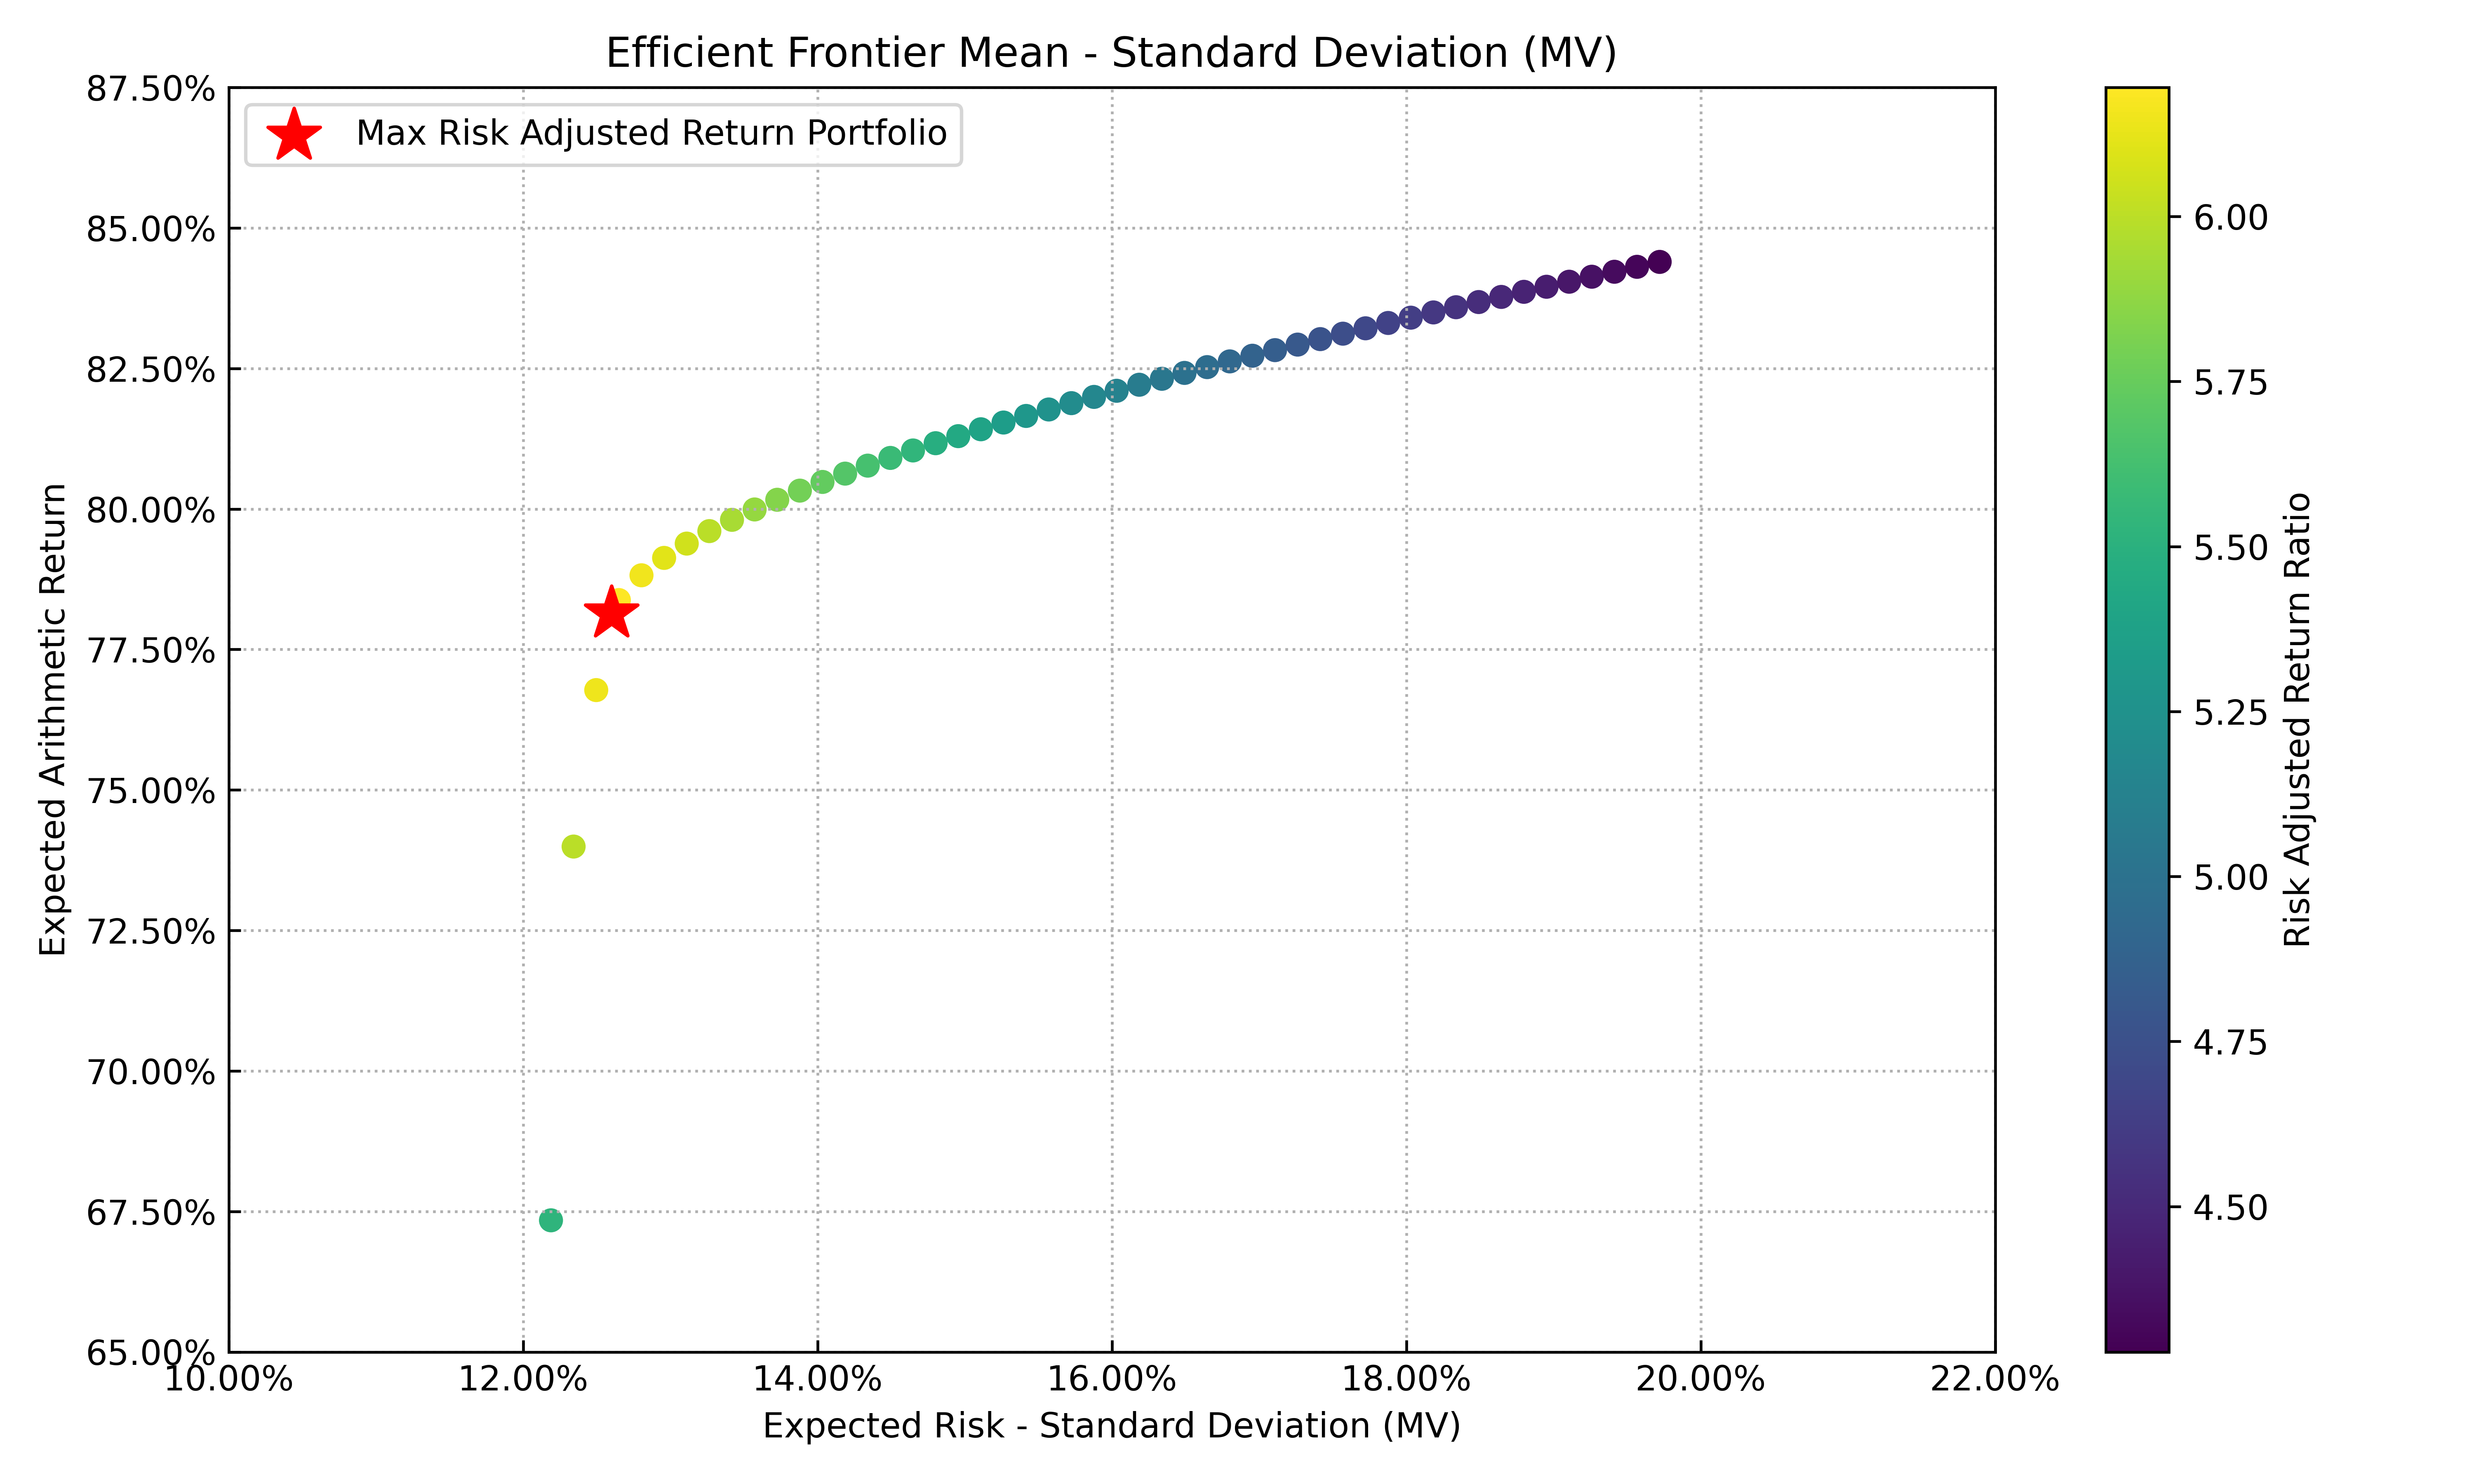 Efficient Frontier Mean - Standard Deviation (MV)
Max Risk Adjusted Return Portfolio
87.50%
85.00%
82.50%
80.00%
77.50%
75.00%
72.50%
70.00%
67.50%
65.00%
Expected Arithmetic Return
10.00% 12.00% 14.00% 16.00% 18.00% 20.00% 22.00%
Expected Risk - Standard Deviation (MV)
6.00
5.75
5.50
5.25
5.00
4.75
4.50
Risk Adjusted Return Ratio